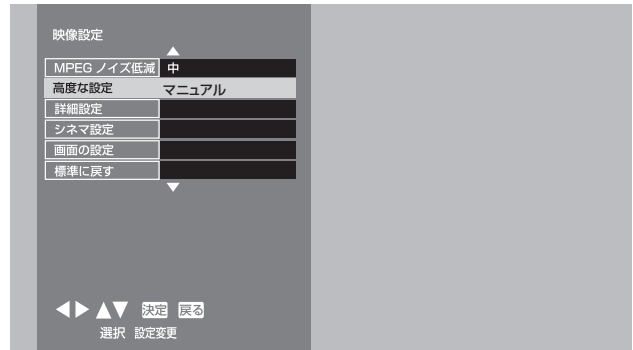 映像設定
MPEG ノイズ低減 中
高度な設定 マニュアル
詳細設定
シネマ設定
画面の設定
標準に戻す
決定 戻る
選択 設定変更